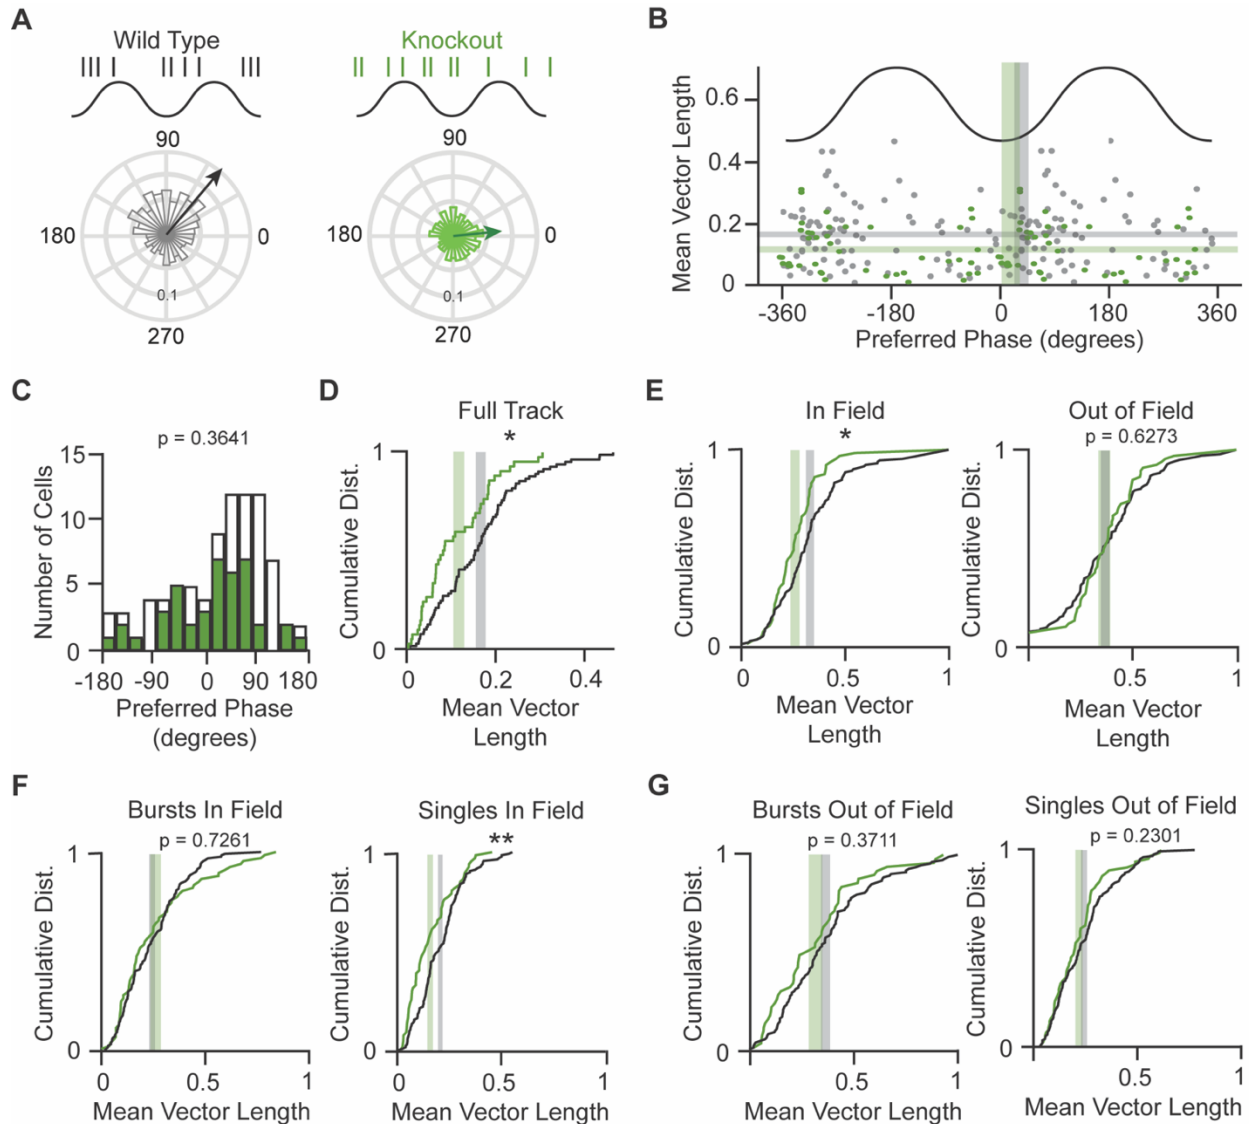 A
Wild Type
Knockout
90
180
0
0.1
270
90
180
0
0.1
270
B
Mean Vector Length
0.6
0.4
0.2
0
-360
-180
0
180
360
Preferred Phase (degrees)
C
p = 0.3641
Number of Cells
15
10
5
0
-180
-90
0
90
180
Preferred Phase
(degrees)
D
Full Track
*
Cumulative Dist.
1
0
0
0.2
0.4
Mean Vector
Length
E
In Field
*
Cumulative Dist.
1
0
0
0.5
1
Mean Vector
Length
Out of Field
p = 0.6273
Cumulative Dist.
1
0
0
0.5
1
Mean Vector
Length
F
Bursts In Field
p = 0.7261
Cumulative Dist.
1
0
0
0.5
1
Mean Vector Length
Singles In Field
**
Cumulative Dist.
1
0
0
0.5
1
Mean Vector Length
G
Bursts Out of Field
p = 0.3711
Cumulative Dist.
1
0
0
0.5
1
Mean Vector Length
Singles Out of Field
p = 0.2301
Cumulative Dist.
1
0
0.5
1
Mean Vector Length